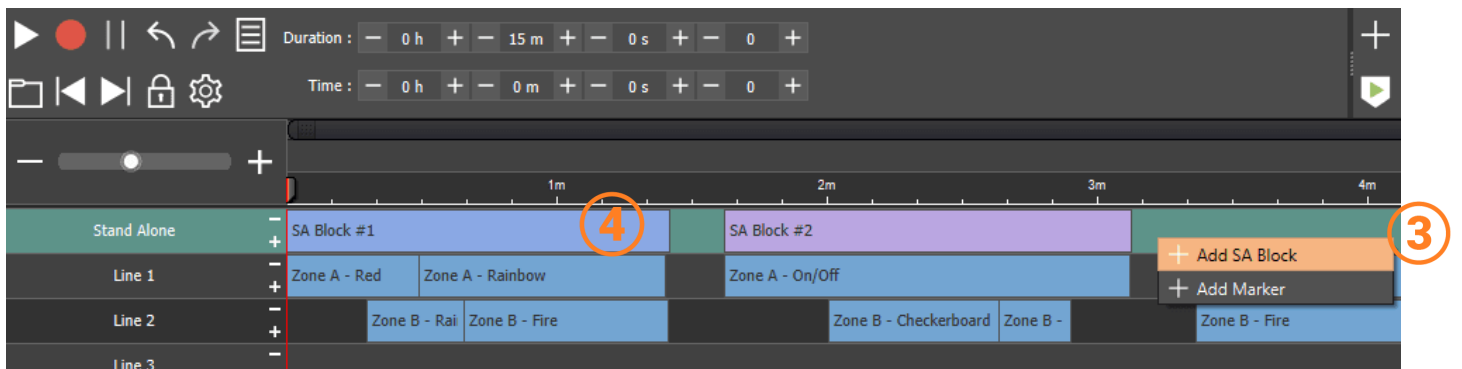 Duration : 0 h 15 m 0 s 0
Time : 0 h 0 m 0 s 0
1m 2m 3m 4m
Stand Alone SA Block #1 4 SA Block #2 3
+ Add SA Block
Line 1 Zone A - Red Zone A - Rainbow Zone A - On/Off
+ Add Marker
Line 2 Zone B - Rai Zone B - Fire Zone B - Checkerboard Zone B - Zone B - Fire
Line 3